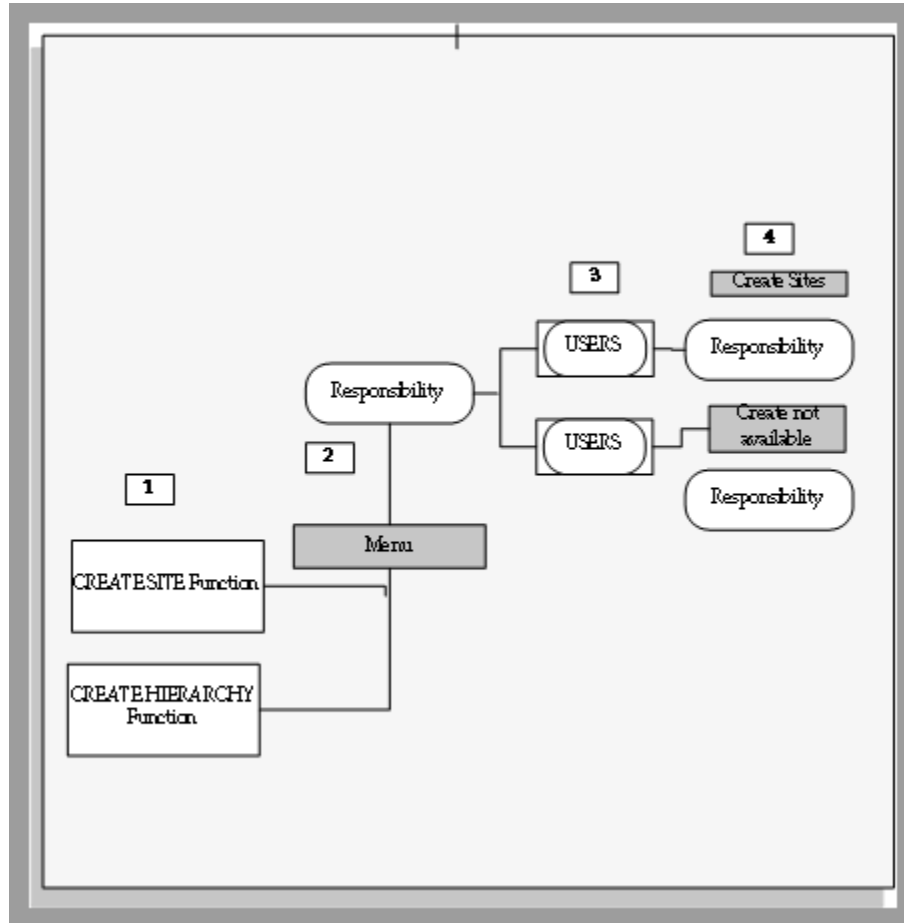 4
Create Sites
3
USERS
Responsibility
Responsibility
Create not
available
USERS
2
Responsibility
1
Menu
CREATE SITE Function
CREATE HIERARCHY
Function